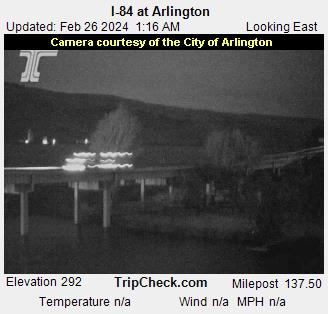 I-84 at Arlington
Updated: Feb 26 2024 1:16 AM Looking East
Camera courtesy of the City of Arlington
Elevation 292 TripCheck.com Milepost 137.50
Temperature n/a Wind n/a MPH n/a